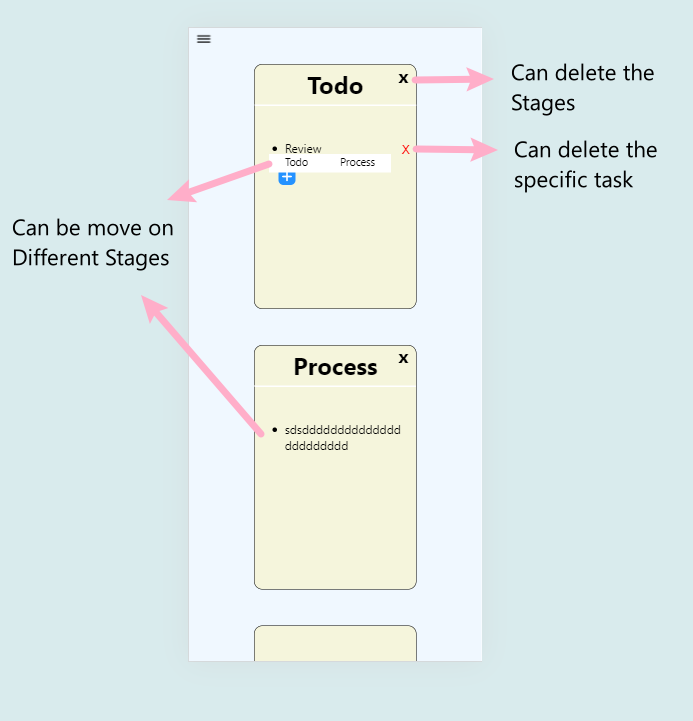 Todo
x
Can delete the
Stages
Review
X
Todo Process
Can delete the
specific task
Can be move on
Different Stages
Process
x
sdsdddddddddddddd
ddddddddd